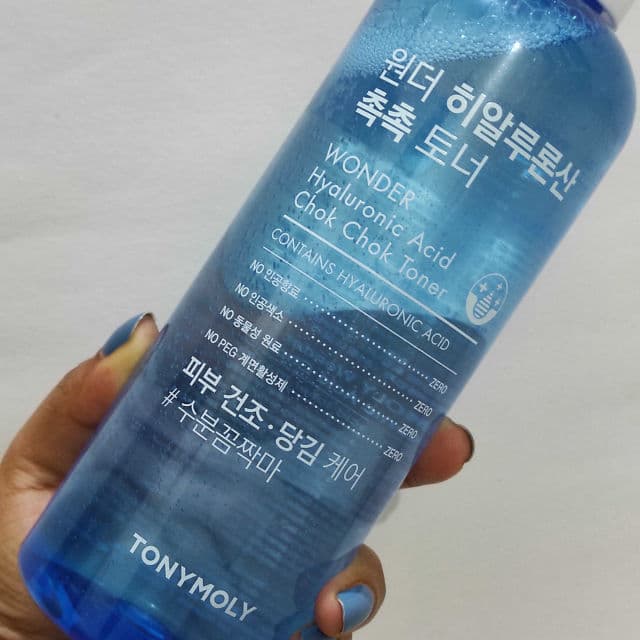 원더 히알루론산
촉촉 토너
WONDER
Hyaluronic Acid
Chok Chok Toner
CONTAINS HYALURONIC ACID
NO 인공향료 ZERO
NO 인공색소 ZERO
NO 동물성 원료 ZERO
NO PEG 계면활성제 ZERO
피부 건조·당김 케어
#수분꼼짝마
TONYMOLY